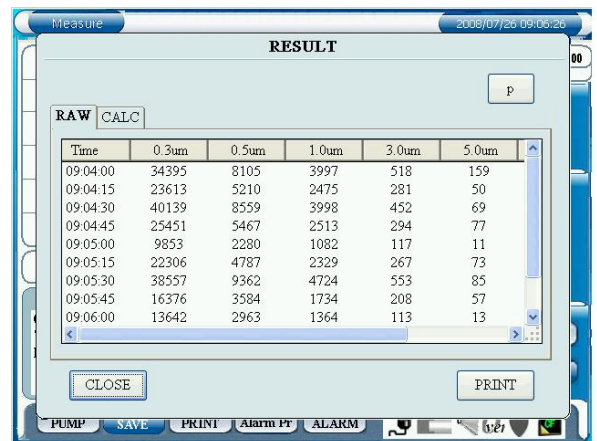 Measure 2008/07/26 09:06:26
RESULT
00
p
RAW CALC
Time 0.3um 0.5um 1.0um 3.0um 5.0um
09:04:00 34395 8105 3997 518 159
09:04:15 23613 5210 2475 281 50
09:04:30 40139 8559 3998 452 69
09:04:45 25451 5467 2513 294 77
09:05:00 9853 2280 1082 117 11
09:05:15 22306 4787 2329 267 73
09:05:30 38557 9362 4724 553 85
09:05:45 16376 3584 1734 208 57
09:06:00 13642 2963 1364 113 13
CLOSE PRINT
PUMP SAVE PRINT Alarm Pr ALARM